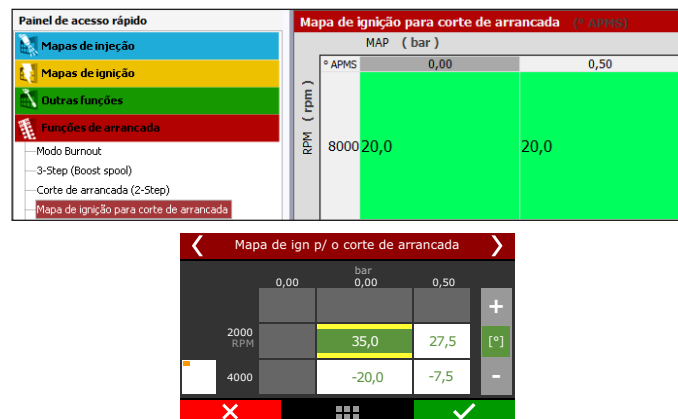 Painel de acesso rápido
Mapas de injeção
Mapas de ignição
Outras funções
Funções de arrancada
Modo Burnout
3-Step (Boost spool)
Corte de arrancada (2-Step)
Mapa de ignição para corte de arrancada
Mapa de ignição para corte de arrancada (° APMS)
MAP ( bar )
° APMS 0,00 0,50
RPM ( rpm )
8000 20,0 20,0
Mapa de ign p/ o corte de arrancada
bar
0,00 0,00 0,50
+
2000 35,0 27,5 [°]
RPM
4000 -20,0 -7,5 -